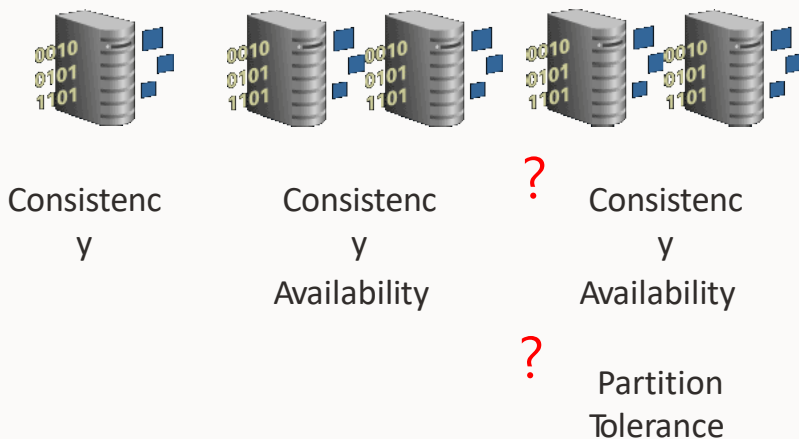 0010
0101
1101
0010
0101
1101
0010
0101
1101
0010
0101
1101
0010
0101
1101
Consistenc
y
Consistenc
y
Availability
?
Consistenc
y
Availability
?
Partition
Tolerance